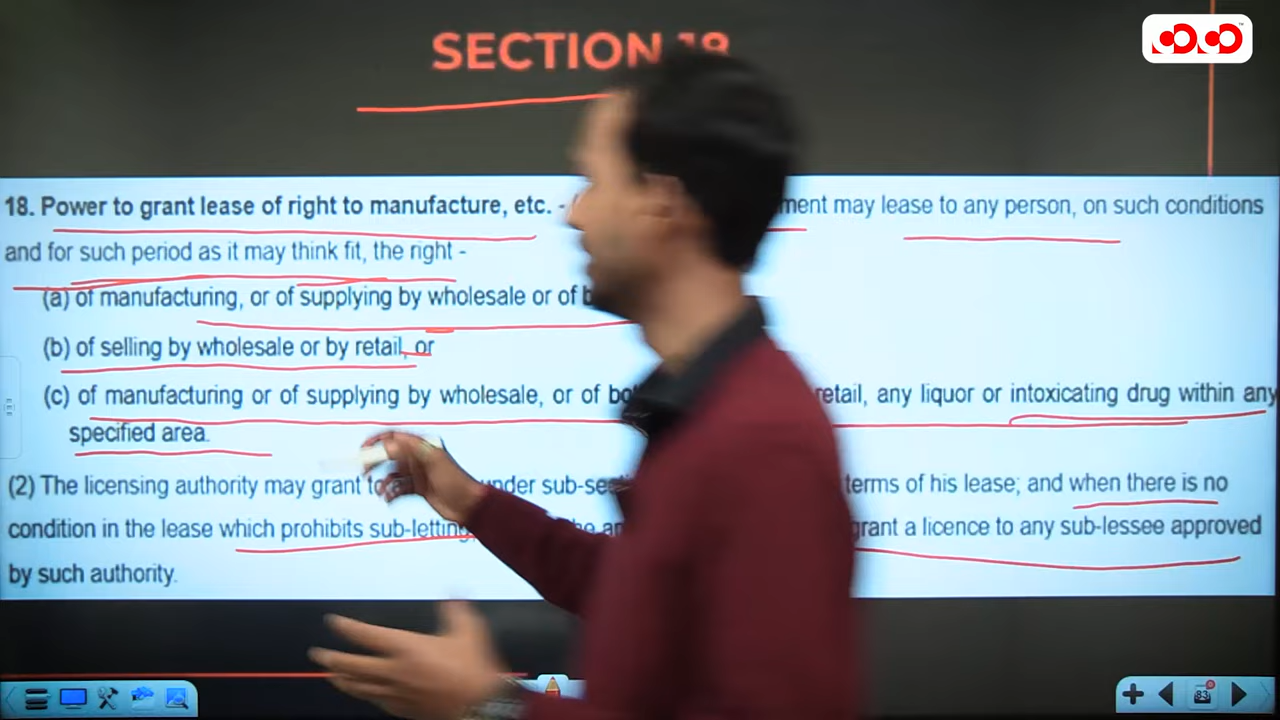 SECTION 18
18. Power to grant lease of right to manufacture, etc. - may lease to any person, on such conditions
and for such period as it may think fit, the right -
(a) of manufacturing, or of supplying by wholesale or of
(b) of selling by wholesale or by retail, or
(c) of manufacturing or of supplying by wholesale, or of retail, any liquor or intoxicating drug within any
specified area.
(2) The licensing authority may grant under terms of his lease; and when there is no
condition in the lease which prohibits sub-letting, grant a licence to any sub-lessee approved
by such authority.
83